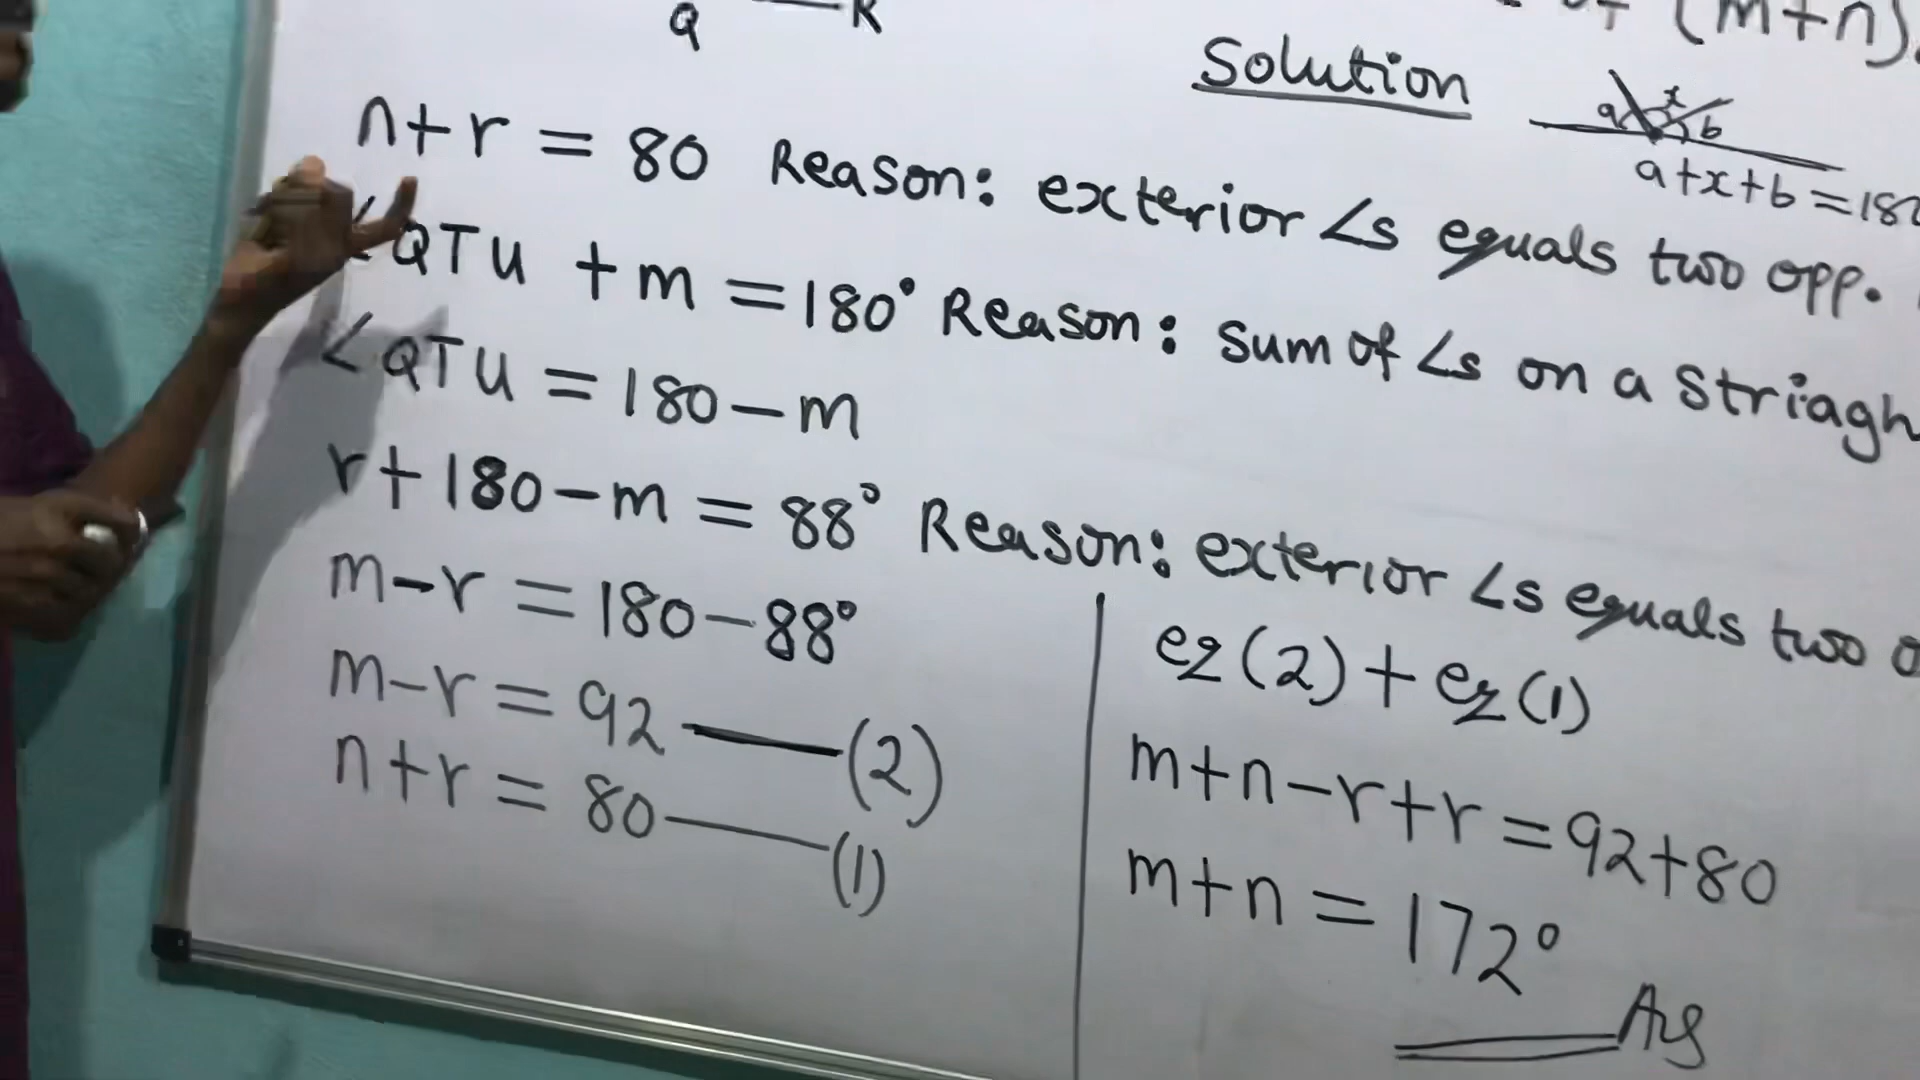 Q R
(m+n).
Solution
a x b
a+x+b=18
n+r = 80 Reason: exterior ∠s equals two opp.
∠QTU + m = 180° Reason: Sum of ∠s on a Striagh
∠QTU = 180-m
r+180-m = 88° Reason: exterior ∠s equals two
m-r = 180-88°
m-r = 92 —— (2)
n+r = 80 —— (1)
eq(2) + eq(1)
m+n-r+r = 92+80
m+n = 172°